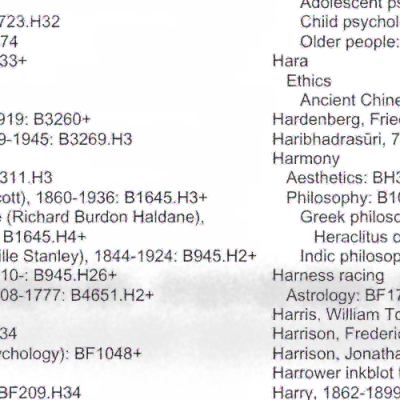 723.H32
74
33+
919: B3260+
9-1945: B3269.H3
311.H3
cott), 1860-1936: B1645.H3+
e (Richard Burdon Haldane),
B1645.H4+
ille Stanley), 1844-1924: B945.H2+
10-: B945.H26+
08-1777: B4651.H2+
34
ychology): BF1048+
BF209.H34
Adolescent ps
Child psychol
Older people:
Hara
Ethics
Ancient Chine
Hardenberg, Frie
Haribhadrasūri, 7
Harmony
Aesthetics: BH3
Philosophy: B10
Greek philoso
Heraclitus o
Indic philosop
Harness racing
Astrology: BF17
Harris, William To
Harrison, Frederic
Harrison, Jonatha
Harrower inkblot t
Harry, 1862-1899